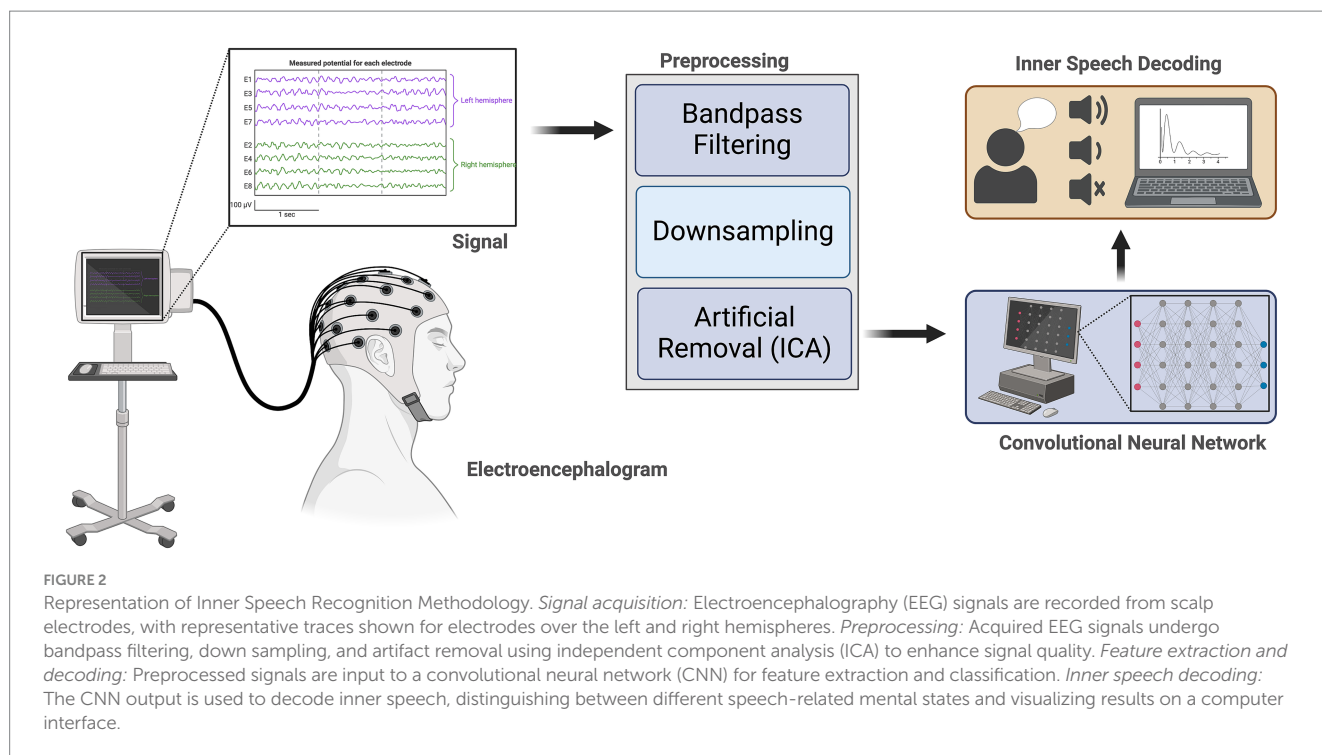 Measured potential for each electrode
E1
E3
E5
E7
Left hemisphere
E2
E4
E6
E8
Right hemisphere
100 μV
1 sec
Signal
Electroencephalogram
Preprocessing
Bandpass
Filtering
Downsampling
Artificial
Removal (ICA)
Inner Speech Decoding
0 1 2 3 4
Convolutional Neural Network
FIGURE 2
Representation of Inner Speech Recognition Methodology. Signal acquisition: Electroencephalography (EEG) signals are recorded from scalp
electrodes, with representative traces shown for electrodes over the left and right hemispheres. Preprocessing: Acquired EEG signals undergo
bandpass filtering, down sampling, and artifact removal using independent component analysis (ICA) to enhance signal quality. Feature extraction and
decoding: Preprocessed signals are input to a convolutional neural network (CNN) for feature extraction and classification. Inner speech decoding:
The CNN output is used to decode inner speech, distinguishing between different speech-related mental states and visualizing results on a computer
interface.